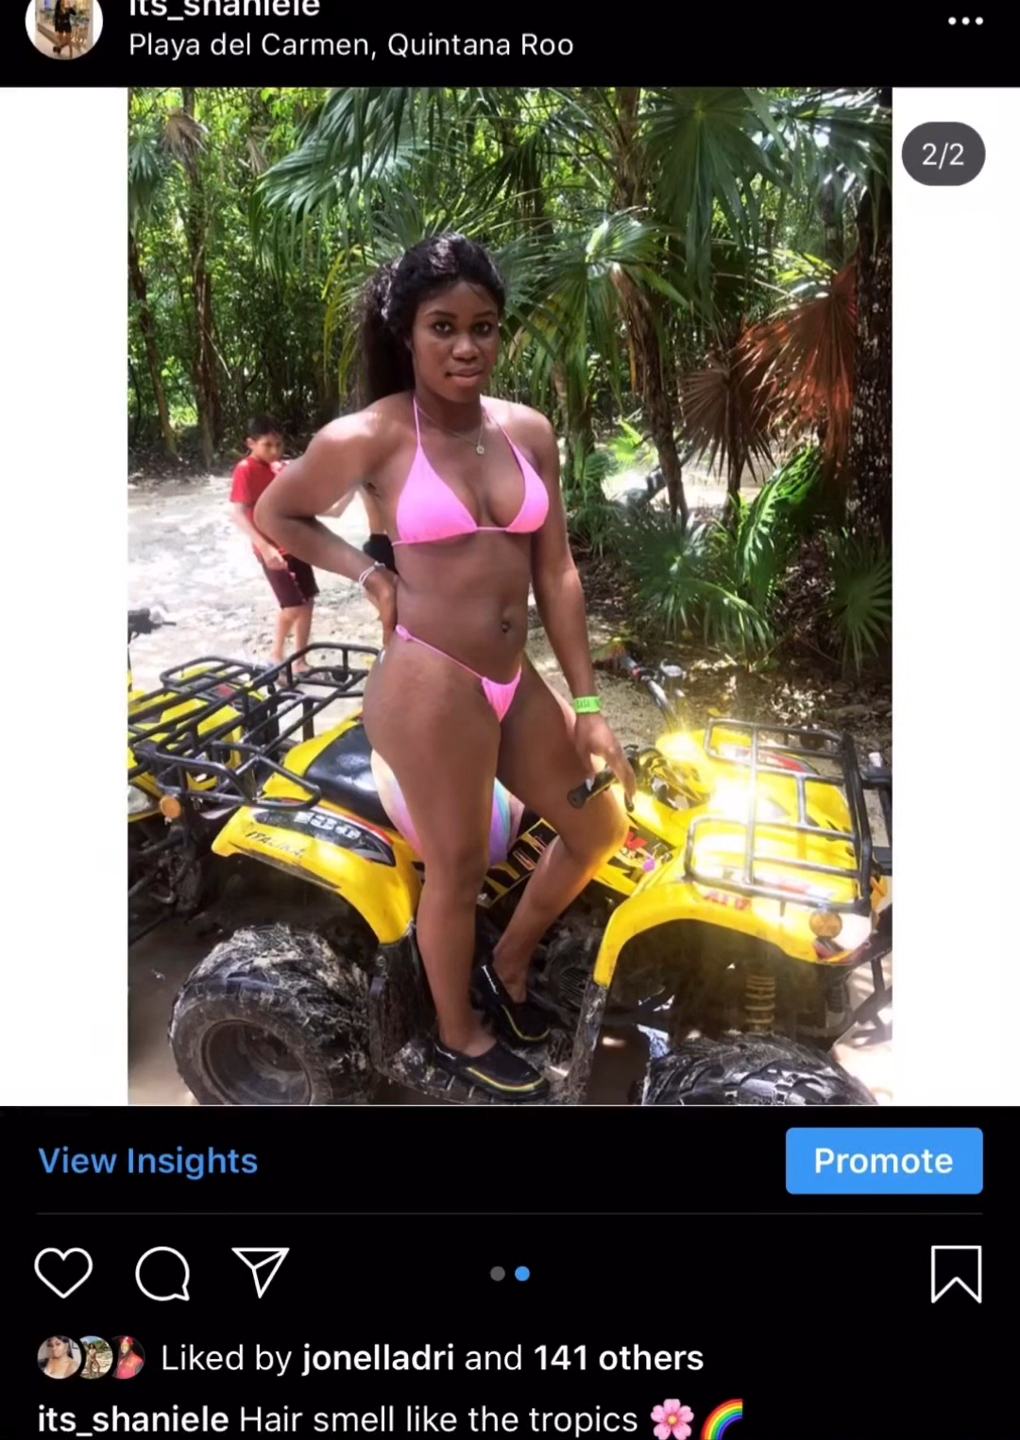 its_shaniele
Playa del Carmen, Quintana Roo
2/2
ATV
View Insights
Promote
Liked by jonelladri and 141 others
its_shaniele Hair smell like the tropics 🌸🌈